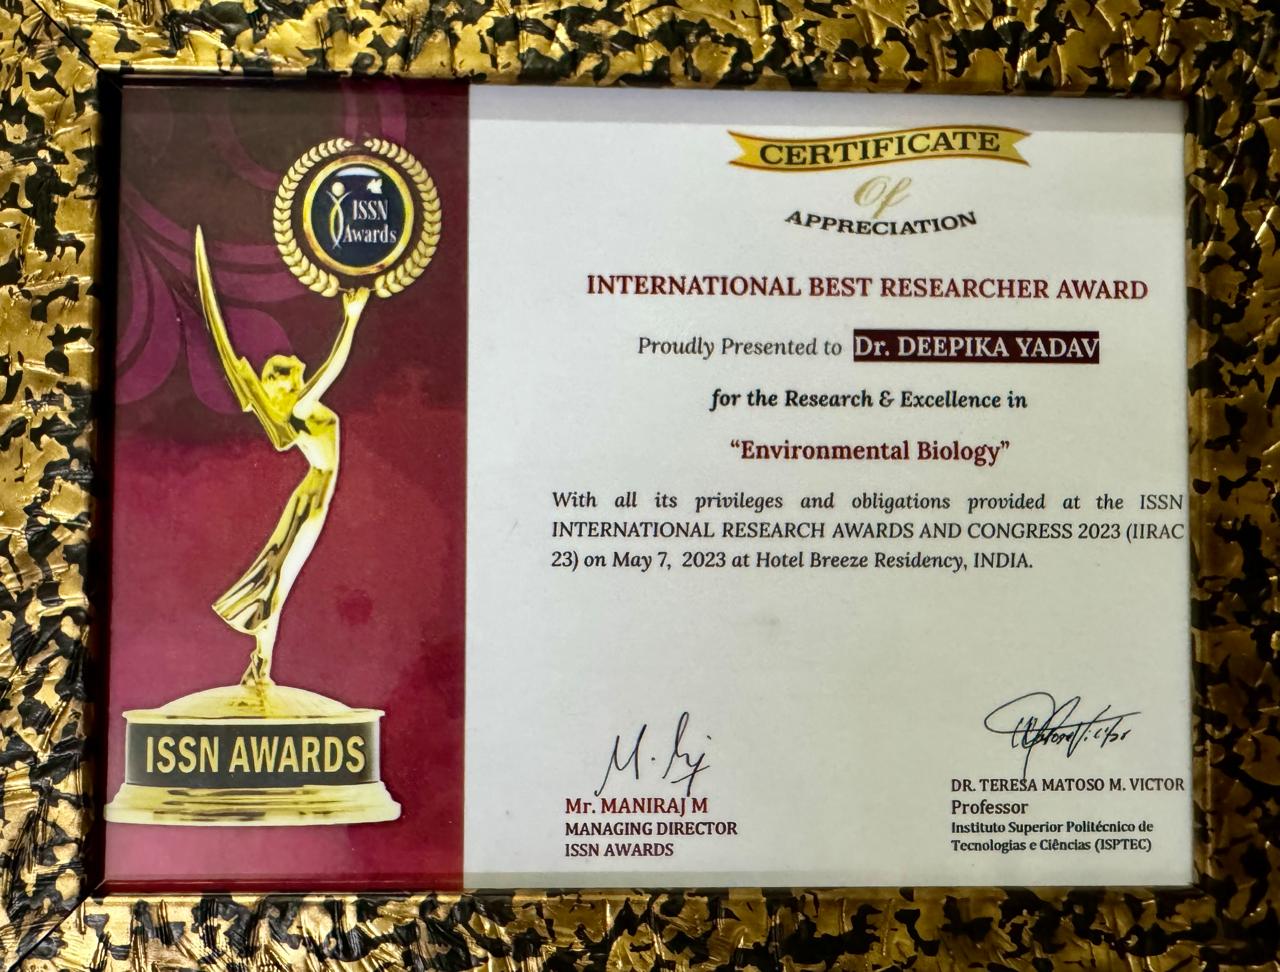 ISSN
Awards
ISSN AWARDS
CERTIFICATE
Of
APPRECIATION
INTERNATIONAL BEST RESEARCHER AWARD
Proudly Presented to Dr. DEEPIKA YADAV
for the Research & Excellence in
“Environmental Biology”
With all its privileges and obligations provided at the ISSN
INTERNATIONAL RESEARCH AWARDS AND CONGRESS 2023 (IIRAC
23) on May 7, 2023 at Hotel Breeze Residency, INDIA.
Mr. MANIRAJ M
MANAGING DIRECTOR
ISSN AWARDS
DR. TERESA MATOSO M. VICTOR
Professor
Instituto Superior Politécnico de
Tecnologias e Ciências (ISPTEC)